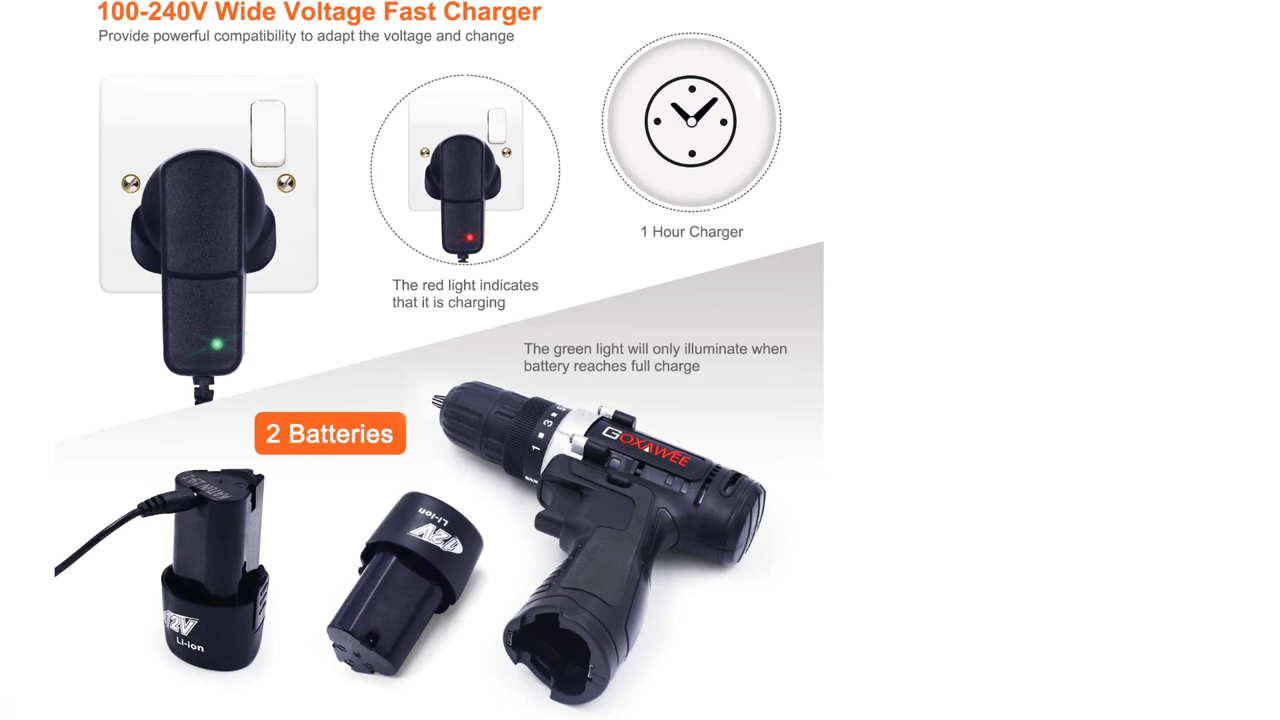 100-240V Wide Voltage Fast Charger
Provide powerful compatibility to adapt the voltage and change
1 Hour Charger
The red light indicates
that it is charging
The green light will only illuminate when
battery reaches full charge
2 Batteries
1 3
GOXAWEE
Li-ion
12V
12V
Li-ion